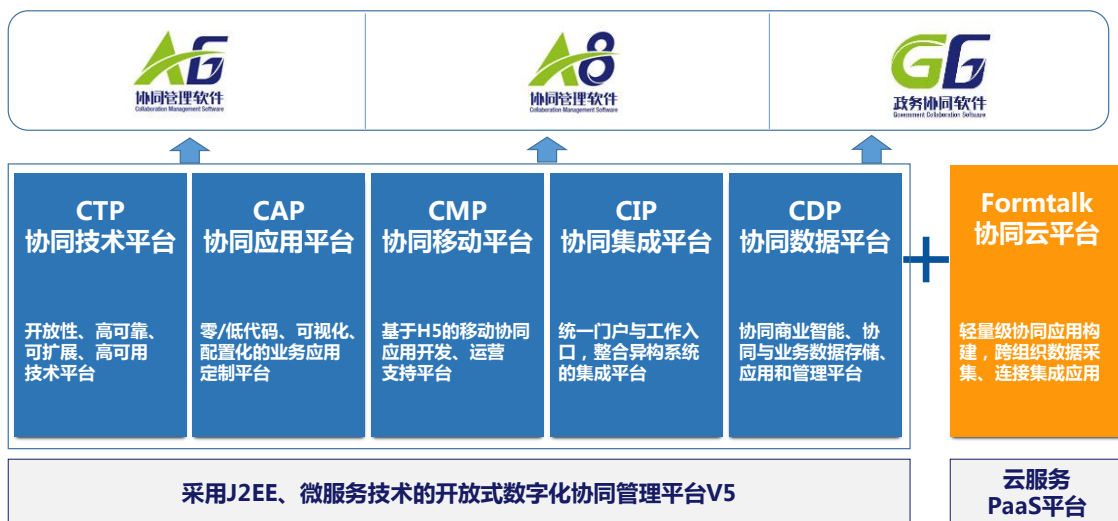 A6
协同管理软件
Collaboration Management Software
A8
协同管理软件
Collaboration Management Software
G6
政务协同软件
Government Collaboration Software
CTP
协同技术平台
开放性、高可靠、
可扩展、高可用
技术平台
CAP
协同应用平台
零/低代码、可视化、
配置化的业务应用
定制平台
CMP
协同移动平台
基于H5的移动协同
应用开发、运营
支持平台
CIP
协同集成平台
统一门户与工作入
口，整合异构系统
的集成平台
CDP
协同数据平台
协同商业智能、协
同与业务数据存储、
应用和管理平台
+
Formtalk
协同云平台
轻量级协同应用构
建，跨组织数据采
集、连接集成应用
采用J2EE、微服务技术的开放式数字化协同管理平台V5
云服务
PaaS平台